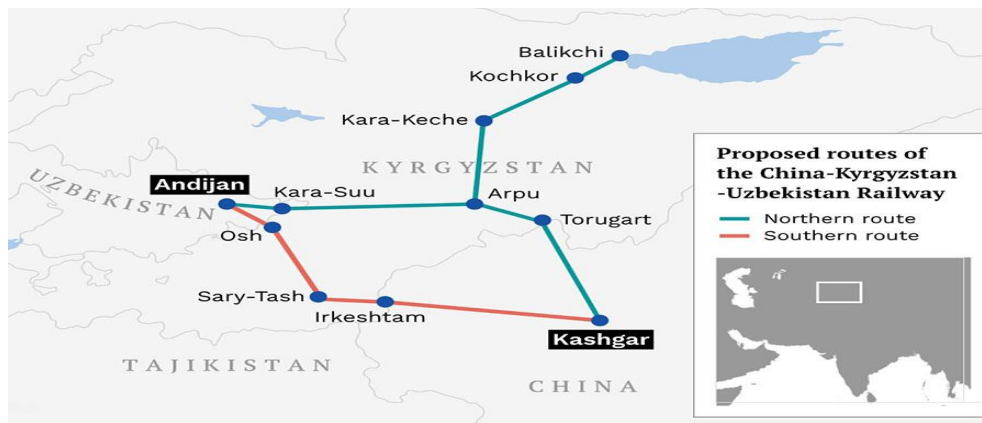 Balikchi
Kochkor
Kara-Keche
KYRGYZSTAN
UZBEKISTAN
Andijan
Kara-Suu
Arpu
Torugart
Osh
Sary-Tash
Irkeshtam
Kashgar
TAJIKISTAN
CHINA
Proposed routes of
the China-Kyrgyzstan
-Uzbekistan Railway
Northern route
Southern route